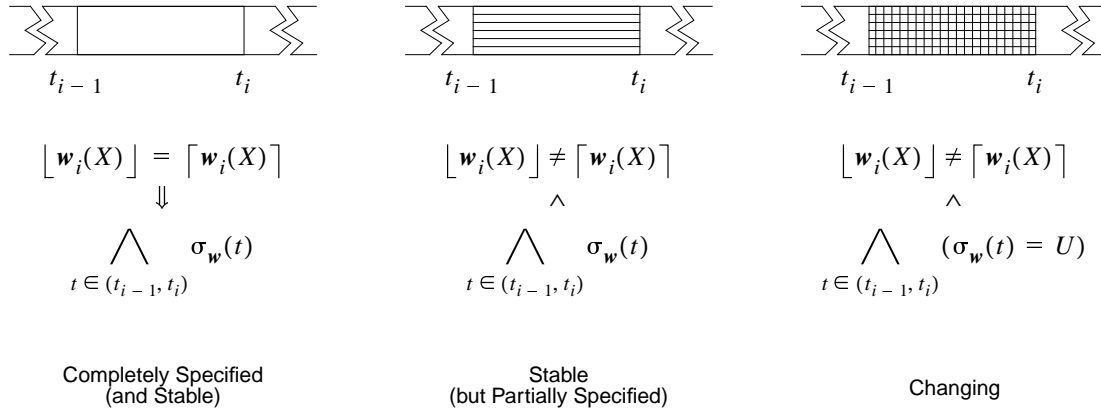 t_{i − 1} t_i t_{i − 1} t_i t_{i − 1} t_i
⌊w_i(X)⌋ = ⌈w_i(X)⌉ ⌊w_i(X)⌋ ≠ ⌈w_i(X)⌉ ⌊w_i(X)⌋ ≠ ⌈w_i(X)⌉
⇓ ∧ ∧
⋀ σ_w(t) ⋀ σ_w(t) ⋀ (σ_w(t) = U)
t ∈ (t_{i − 1}, t_i) t ∈ (t_{i − 1}, t_i) t ∈ (t_{i − 1}, t_i)
Completely Specified
(and Stable)
Stable
(but Partially Specified)
Changing